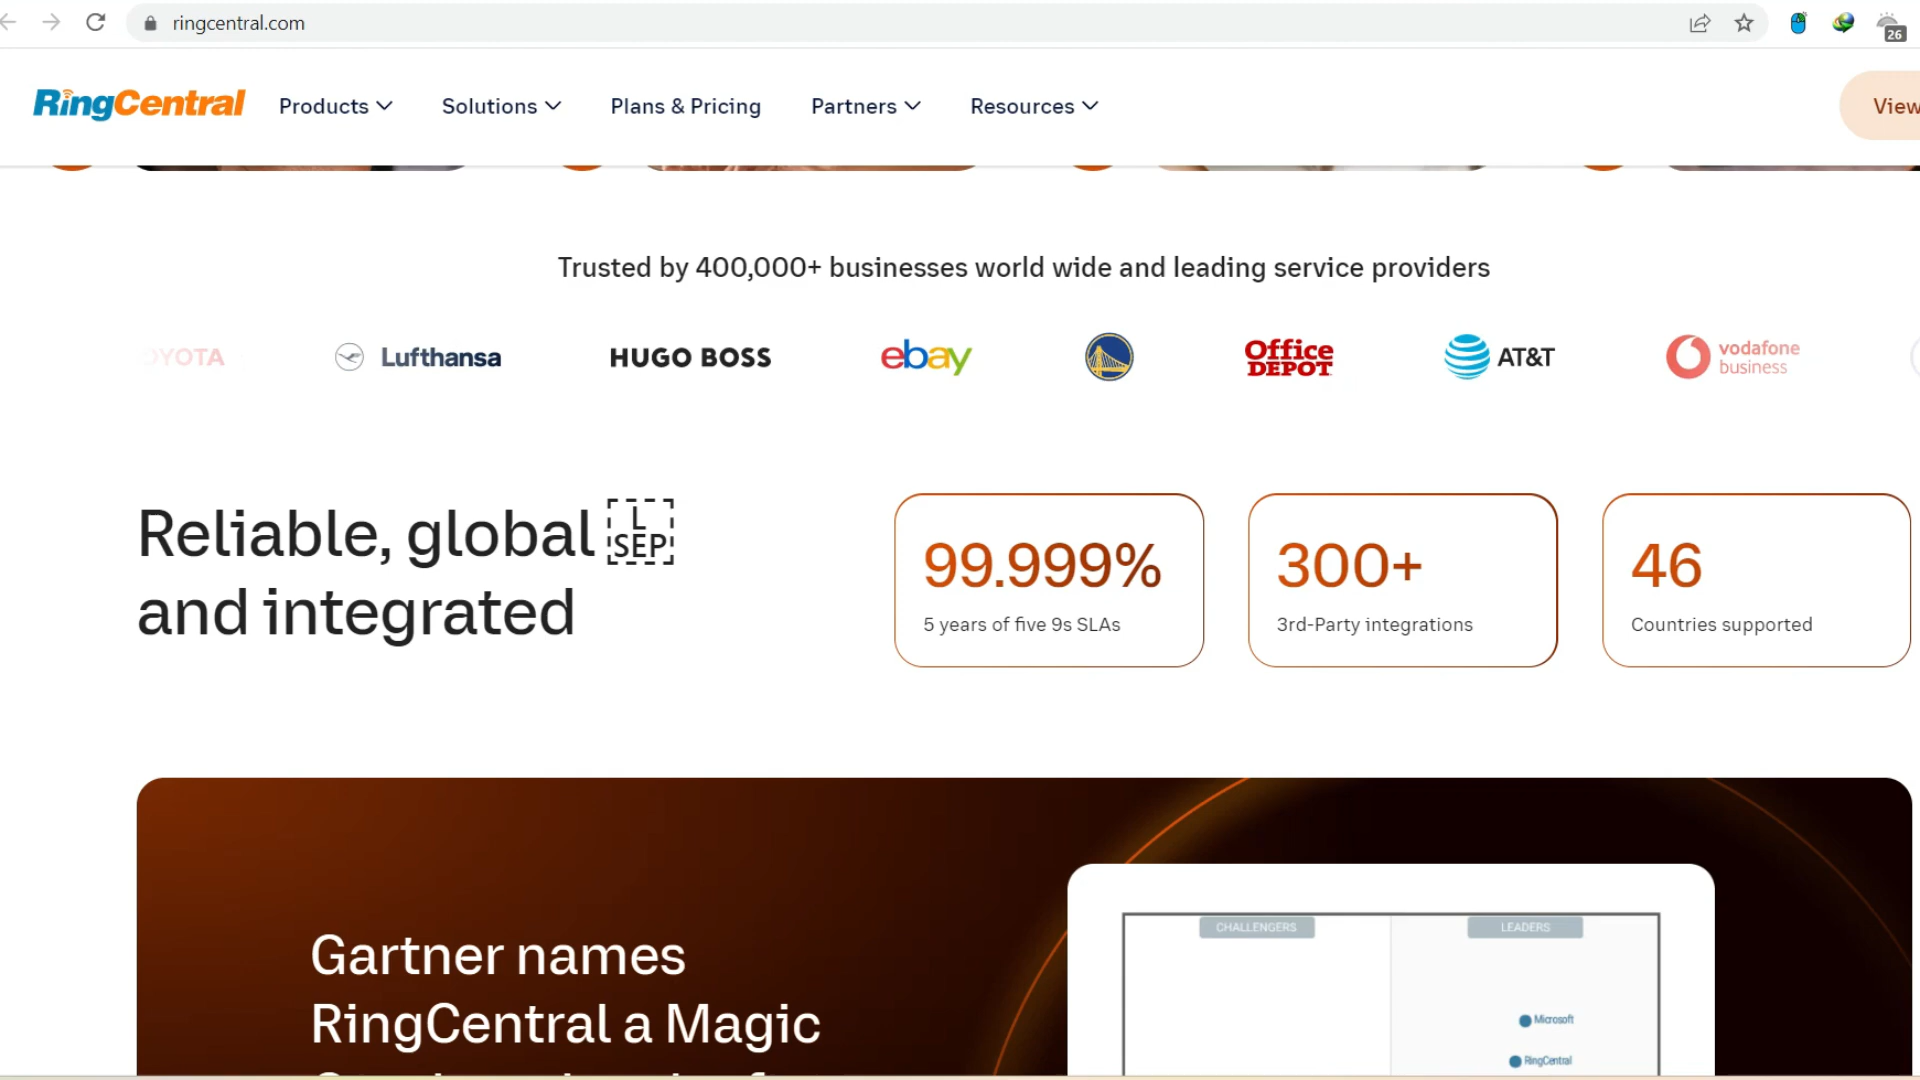 ringcentral.com
26
RingCentral Products Solutions Plans & Pricing Partners Resources View
Trusted by 400,000+ businesses world wide and leading service providers
OYOTA Lufthansa HUGO BOSS ebay Office DEPOT AT&T vodafone business
Reliable, global L SEP
and integrated
99.999%
5 years of five 9s SLAs
300+
3rd-Party integrations
46
Countries supported
Gartner names
RingCentral a Magic
CHALLENGERS LEADERS
Microsoft
RingCentral